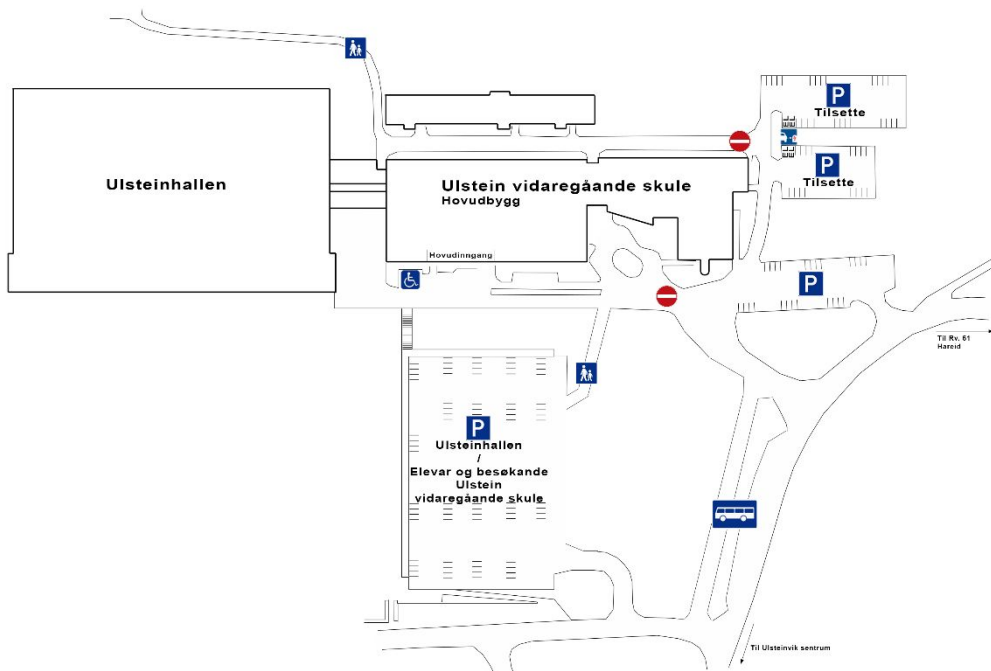 P
Tilsette
P
Tilsette
Ulsteinhallen
Ulstein vidaregåande skule
Hovudbygg
Hovudinngang
P
Til Rv. 61
Hareid
P
Ulsteinhallen
/
Elevar og besøkande
Ulstein
vidaregåande skule
Til Ulsteinvik sentrum